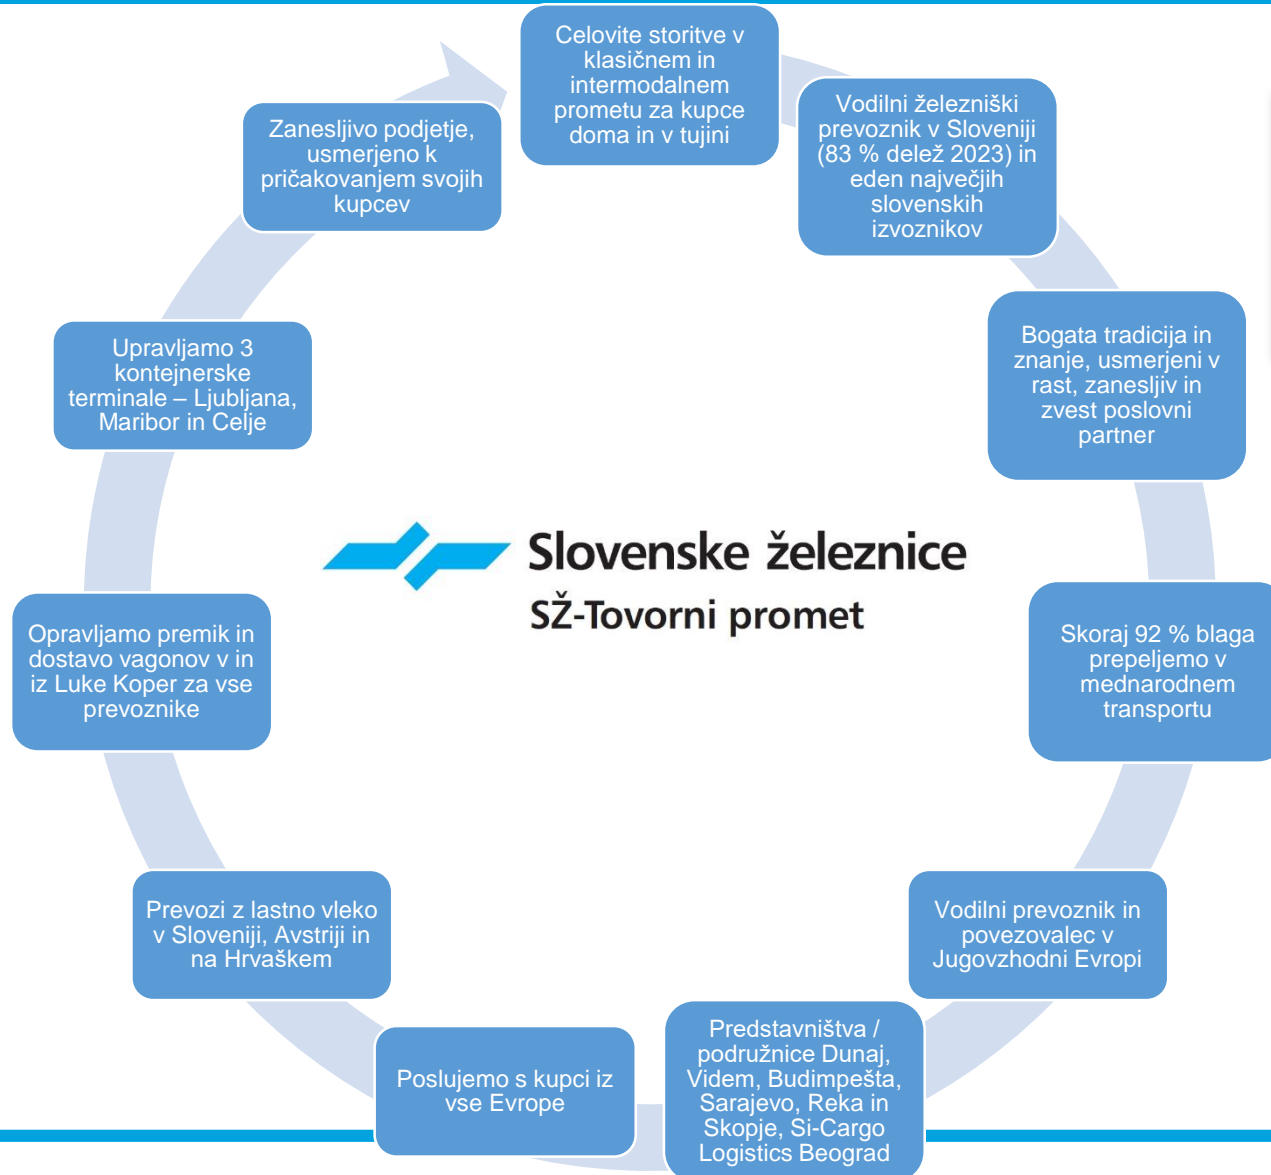 Celovite storitve v
klasičnem in
intermodalnem
prometu za kupce
doma in v tujini
Vodilni železniški
prevoznik v Sloveniji
(83 % delež 2023) in
eden največjih
slovenskih
izvoznikov
Bogata tradicija in
znanje, usmerjeni v
rast, zanesljiv in
zvest poslovni
partner
Skoraj 92 % blaga
prepeljemo v
mednarodnem
transportu
Vodilni prevoznik in
povezovalec v
Jugovzhodni Evropi
Predstavništva /
podružnice Dunaj,
Videm, Budimpešta,
Sarajevo, Reka in
Skopje, Si-Cargo
Logistics Beograd
Poslujemo s kupci iz
vse Evrope
Prevozi z lastno vleko
v Sloveniji, Avstriji in
na Hrvaškem
Opravljamo premik in
dostavo vagonov v in
iz Luke Koper za vse
prevoznike
Upravljamo 3
kontejnerske
terminale – Ljubljana,
Maribor in Celje
Zanesljivo podjetje,
usmerjeno k
pričakovanjem svojih
kupcev
Slovenske železnice
SŽ-Tovorni promet